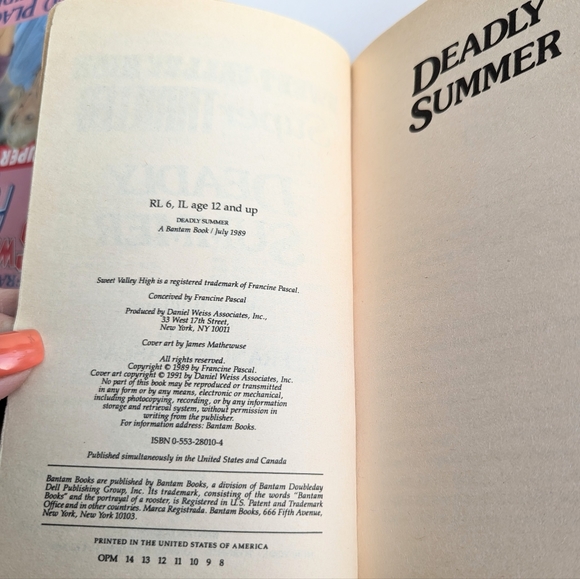 RL 6, IL age 12 and up
DEADLY SUMMER
A Bantam Book / July 1989
Sweet Valley High is a registered trademark of Francine Pascal.
Conceived by Francine Pascal
Produced by Daniel Weiss Associates, Inc.,
33 West 17th Street,
New York, NY 10011
Cover art by James Mathewuse
All rights reserved.
Copyright © 1989 by Francine Pascal.
Cover art copyright © 1991 by Daniel Weiss Associates, Inc.
No part of this book may be reproduced or transmitted
in any form or by any means, electronic or mechanical,
including photocopying, recording, or by any information
storage and retrieval system, without permission in
writing from the publisher.
For information address: Bantam Books.
ISBN 0-553-28010-4
Published simultaneously in the United States and Canada
Bantam Books are published by Bantam Books, a division of Bantam Doubleday
Dell Publishing Group, Inc. Its trademark, consisting of the words "Bantam
Books" and the portrayal of a rooster, is Registered in U.S. Patent and Trademark
Office and in other countries. Marca Registrada. Bantam Books, 666 Fifth Avenue,
New York, New York 10103.
PRINTED IN THE UNITED STATES OF AMERICA
OPM 14 13 12 11 10 9 8
DEADLY
SUMMER